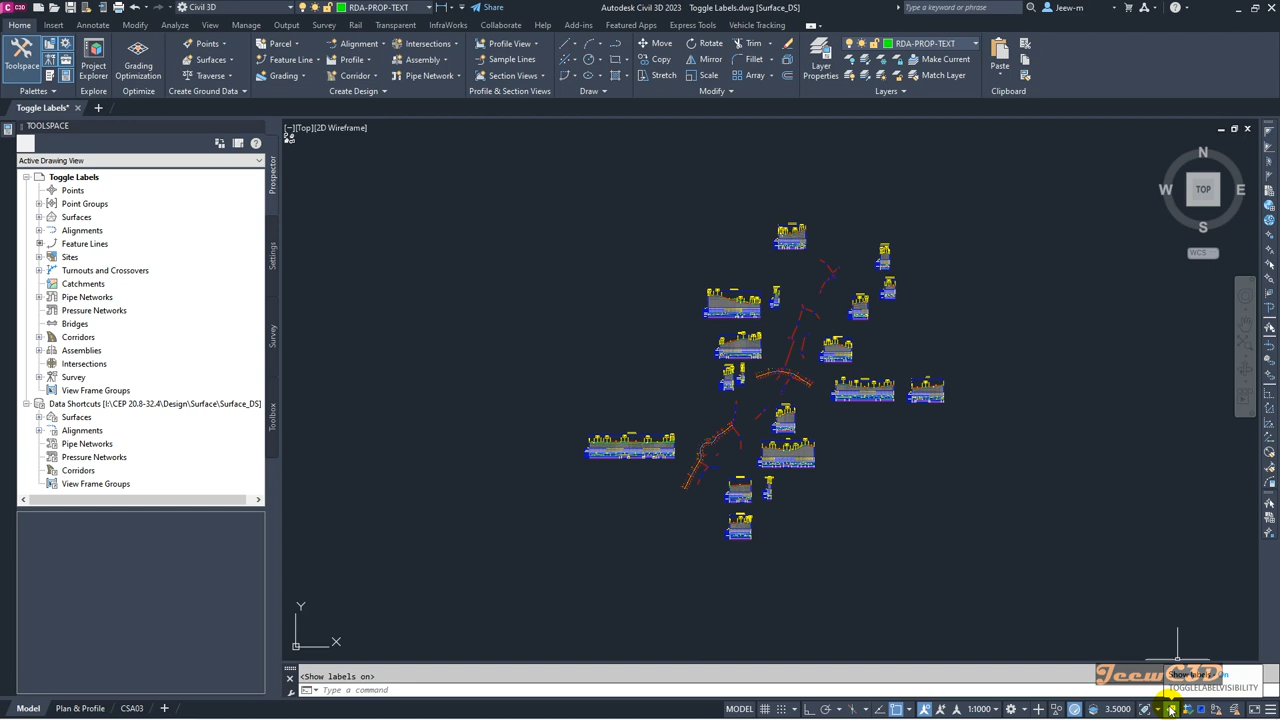 C3D Civil 3D RDA-PROP-TEXT Share Autodesk Civil 3D 2023 Toggle Labels.dwg [Surface_DS] Type a keyword or phrase Jeew-m
Home Insert Annotate Modify Analyze View Manage Output Survey Rail Transparent InfraWorks Collaborate Help Add-ins Featured Apps Express Tools Vehicle Tracking
Toolspace
Palettes
Project Explorer
Explore
Grading Optimization
Optimize
Points
Surfaces
Traverse
Create Ground Data
Parcel Alignment Intersections
Feature Line Profile Assembly
Grading Corridor Pipe Network
Create Design
Profile View
Sample Lines
Section Views
Profile & Section Views
Draw
Move Rotate Trim
Copy Mirror Fillet
Stretch Scale Array
Modify
Layer Properties
RDA-PROP-TEXT
Make Current
Match Layer
Layers
Paste
Clipboard
Toggle Labels*
TOOLSPACE
Active Drawing View
Toggle Labels
Points
Point Groups
Surfaces
Alignments
Feature Lines
Sites
Turnouts and Crossovers
Catchments
Pipe Networks
Pressure Networks
Bridges
Corridors
Assemblies
Intersections
Survey
View Frame Groups
Data Shortcuts [I:\CEP 20.8-32.4\Design\Surface\Surface_DS]
Surfaces
Alignments
Pipe Networks
Pressure Networks
Corridors
View Frame Groups
Prospector
Settings
Survey
Toolbox
[−][Top][2D Wireframe]
N
W TOP E
S
WCS
Y
X
<Show labels on>
Type a command
JeewC3D
Show labels - On
TOGGLELABELVISIBILITY
Model Plan & Profile CSA03
MODEL 1:1000 3.5000